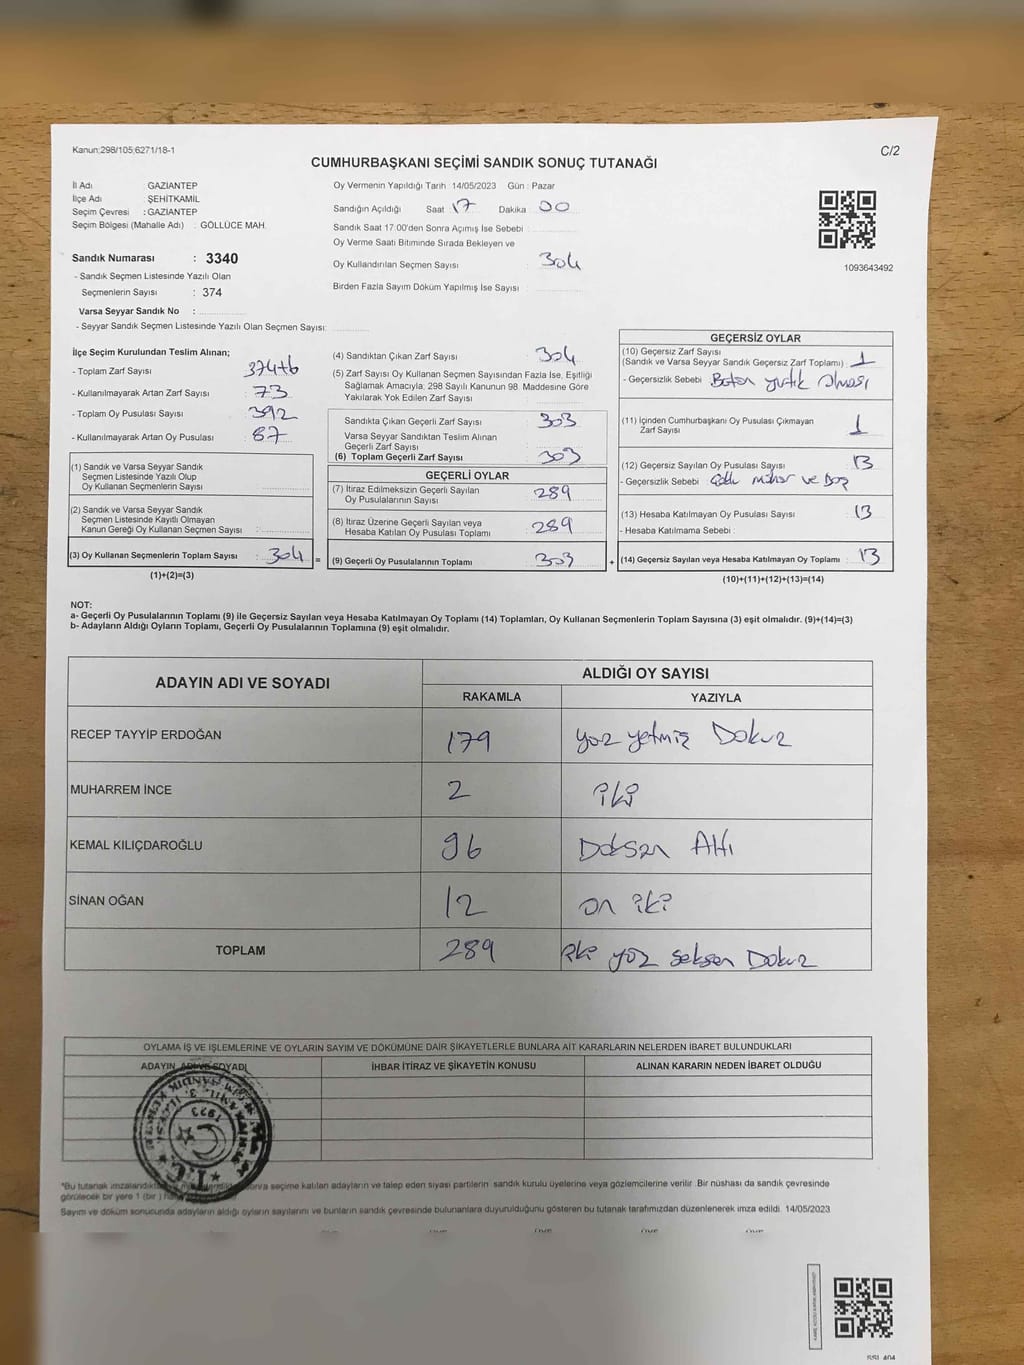 Kanun;298/105;6271/18-1
C/2
CUMHURBAŞKANI SEÇİMİ SANDIK SONUÇ TUTANAĞI
İl Adı : GAZIANTEP
İlçe Adı : ŞEHİTKAMİL
Seçim Çevresi : GAZIANTEP
Seçim Bölgesi (Mahalle Adı) : GÖLLÜCE MAH.
Sandık Numarası : 3340
- Sandık Seçmen Listesinde Yazılı Olan
Seçmenlerin Sayısı : 374
Varsa Seyyar Sandık No :
- Seyyar Sandık Seçmen Listesinde Yazılı Olan Seçmen Sayısı:
Oy Vermenin Yapıldığı Tarih : 14/05/2023 Gün : Pazar
Sandığın Açıldığı Saat 17 Dakika 00
Sandık Saat 17:00'den Sonra Açımış İse Sebebi :
Oy Verme Saati Bitiminde Sırada Bekleyen ve
Oy Kullandırılan Seçmen Sayısı 304
Birden Fazla Sayım Döküm Yapılmış İse Sayısı :
1093643492
İlçe Seçim Kurulundan Teslim Alınan;
- Toplam Zarf Sayısı 374+6
- Kullanılmayarak Artan Zarf Sayısı : 73
- Toplam Oy Pusulası Sayısı : 392
- Kullanılmayarak Artan Oy Pusulası : 87
(1) Sandık ve Varsa Seyyar Sandık
Seçmen Listesinde Yazılı Olup
Oy Kullanan Seçmenlerin Sayısı :
(2) Sandık ve Varsa Seyyar Sandık
Seçmen Listesinde Kayıtlı Olmayan
Kanun Gereği Oy Kullanan Seçmen Sayısı :
(3) Oy Kullanan Seçmenlerin Toplam Sayısı : 304 =
(1)+(2)=(3)
(4) Sandıktan Çıkan Zarf Sayısı : 304
(5) Zarf Sayısı Oy Kullanan Seçmen Sayısından Fazla İse, Eşitliği
Sağlamak Amacıyla; 298 Sayılı Kanunun 98. Maddesine Göre
Yakılarak Yok Edilen Zarf Sayısı :
Sandıkta Çıkan Geçerli Zarf Sayısı : 303
Varsa Seyyar Sandıktan Teslim Alınan
Geçerli Zarf Sayısı :
(6) Toplam Geçerli Zarf Sayısı : 303
GEÇERLİ OYLAR
(7) İtiraz Edilmeksizin Geçerli Sayılan
Oy Pusulalarının Sayısı : 289
(8) İtiraz Üzerine Geçerli Sayılan veya
Hesaba Katılan Oy Pusulası Toplamı : 289
(9) Geçerli Oy Pusulalarının Toplamı : 303 +
GEÇERSİZ OYLAR
(10) Geçersiz Zarf Sayısı
(Sandık ve Varsa Seyyar Sandık Geçersiz Zarf Toplamı) : 1
- Geçersizlik Sebebi : Bütün yırtık olması
(11) İçinden Cumhurbaşkanı Oy Pusulası Çıkmayan
Zarf Sayısı : 1
(12) Geçersiz Sayılan Oy Pusulası Sayısı : 13
- Geçersizlik Sebebi : Çoklu mühür ve Boş
(13) Hesaba Katılmayan Oy Pusulası Sayısı : 13
- Hesaba Katılmama Sebebi :
(14) Geçersiz Sayılan veya Hesaba Katılmayan Oy Toplamı : 13
(10)+(11)+(12)+(13)=(14)
NOT:
a- Geçerli Oy Pusulalarının Toplamı (9) ile Geçersiz Sayılan veya Hesaba Katılmayan Oy Toplamı (14) Toplamları, Oy Kullanan Seçmenlerin Toplam Sayısına (3) eşit olmalıdır. (9)+(14)=(3)
b- Adayların Aldığı Oyların Toplamı, Geçerli Oy Pusulalarının Toplamına (9) eşit olmalıdır.
ADAYIN ADI VE SOYADI
ALDIĞI OY SAYISI
RAKAMLA YAZIYLA
RECEP TAYYİP ERDOĞAN 179 yüz yetmiş Dokuz
MUHARREM İNCE 2 iki
KEMAL KILIÇDAROĞLU 96 Doksan Altı
SİNAN OĞAN 12 on iki
TOPLAM 289 iki yüz seksen Dokuz
OYLAMA İŞ VE İŞLEMLERİNE VE OYLARIN SAYIM VE DÖKÜMÜNE DAİR ŞİKAYETLERLE BUNLARA AİT KARARLARIN NELERDEN İBARET BULUNDUKLARI
ADAYIN ADI VE SOYADI İHBAR İTİRAZ VE ŞİKAYETİN KONUSU ALINAN KARARIN NEDEN İBARET OLDUĞU
T.C.
1923
*Bu tutanak imzalandıktan sonra seçime katılan adayların ve talep eden siyasi partilerin sandık kurulu üyelerine veya gözlemcilerine verilir. Bir nüshası da sandık çevresinde
görülecek bir yere 1 (bir)
Sayım ve döküm sonucunda adayların aldığı oyların sayılarını ve bunların sandık çevresinde bulunanlara duyurulduğunu gösteren bu tutanak tarafımızdan düzenlenerek imza edildi. 14/05/2023